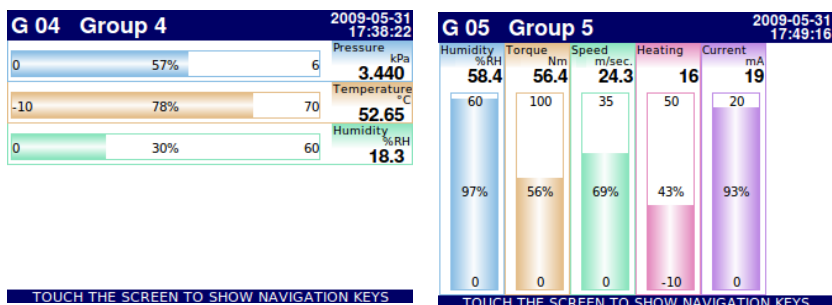 G 04 Group 4 2009-05-31
17:38:22
Pressure
kPa
0 57% 6 3.440
Temperature
°C
-10 78% 70 52.65
Humidity
%RH
0 30% 60 18.3
TOUCH THE SCREEN TO SHOW NAVIGATION KEYS
G 05 Group 5 2009-05-31
17:49:16
Humidity Torque Speed Heating Current
%RH Nm m/sec. mA
58.4 56.4 24.3 16 19
60 100 35 50 20
97% 56% 69% 43% 93%
0 0 0 -10 0
TOUCH THE SCREEN TO SHOW NAVIGATION KEYS